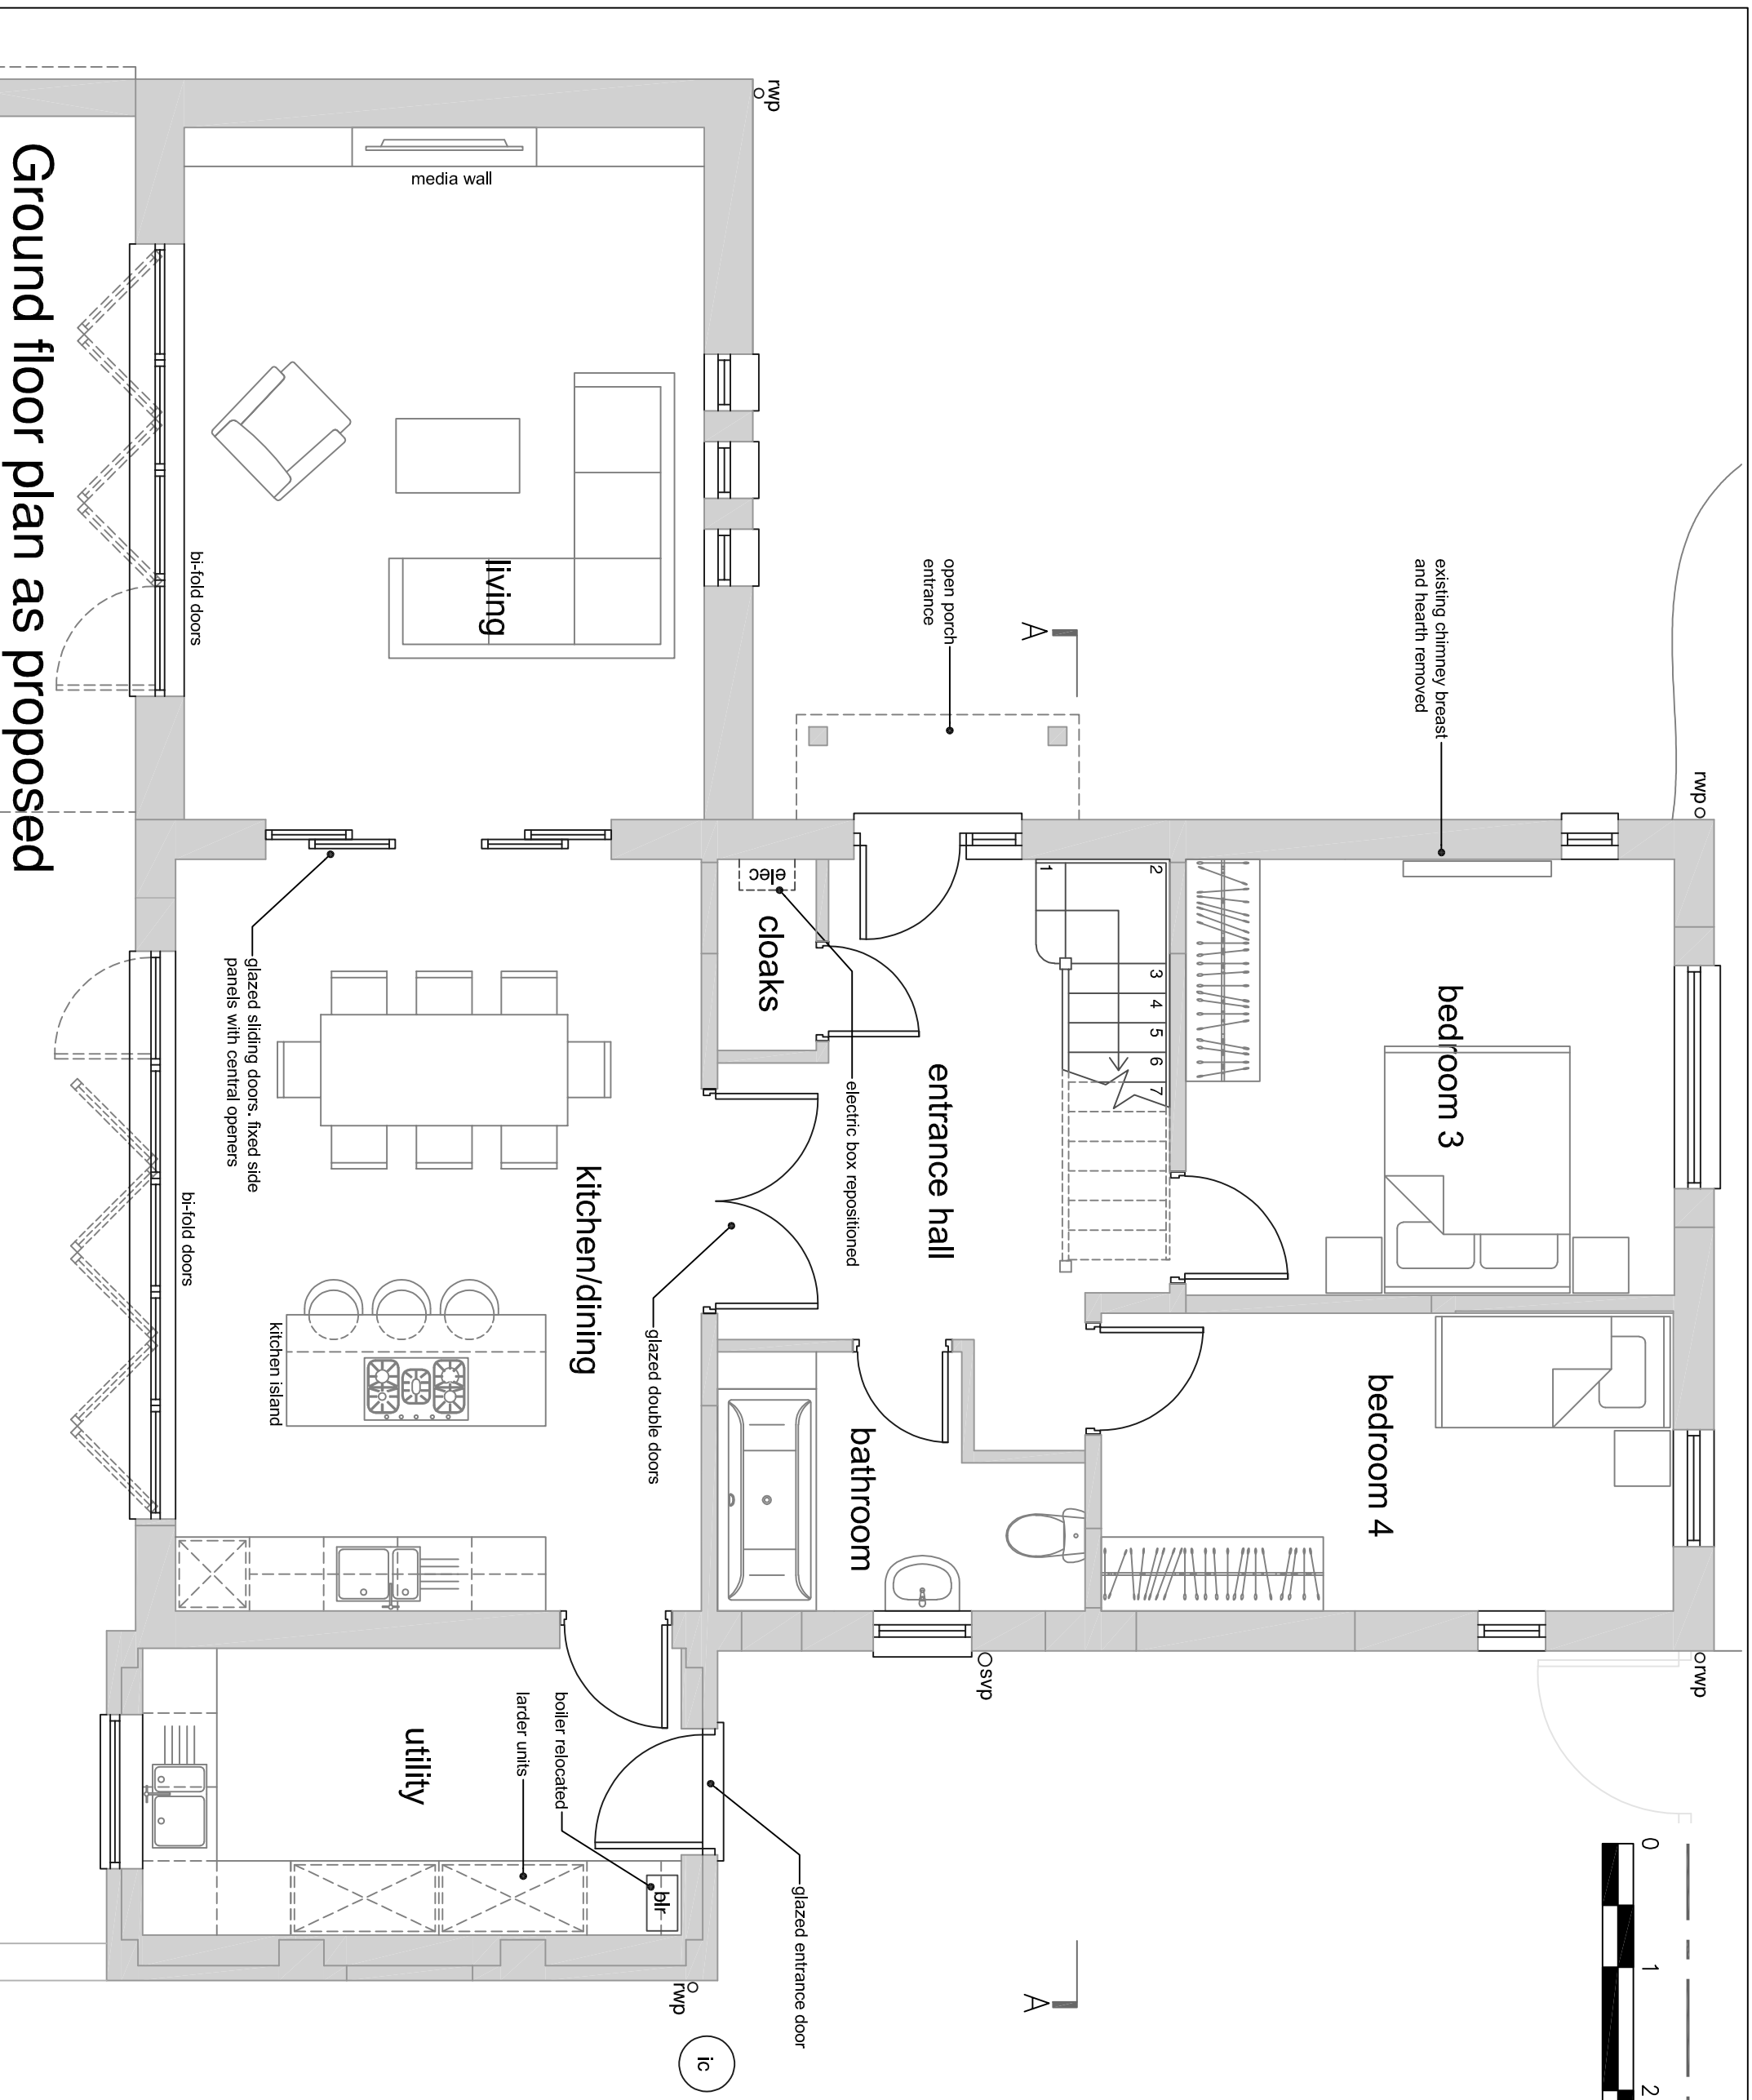 Ground floor plan as proposed
rwp
media wall
living
bi-fold doors
open porch
entrance
A
existing chimney breast
and hearth removed
rwp
elec
cloaks
electric box repositioned
entrance hall
1
2
3
4
5
6
7
bedroom 3
bedroom 4
glazed sliding doors. fixed side
panels with central openers
kitchen/dining
bi-fold doors
kitchen island
glazed double doors
bathroom
svp
rwp
utility
larder units
boiler relocated
blr
glazed entrance door
rwp
ic
A
0
1
2